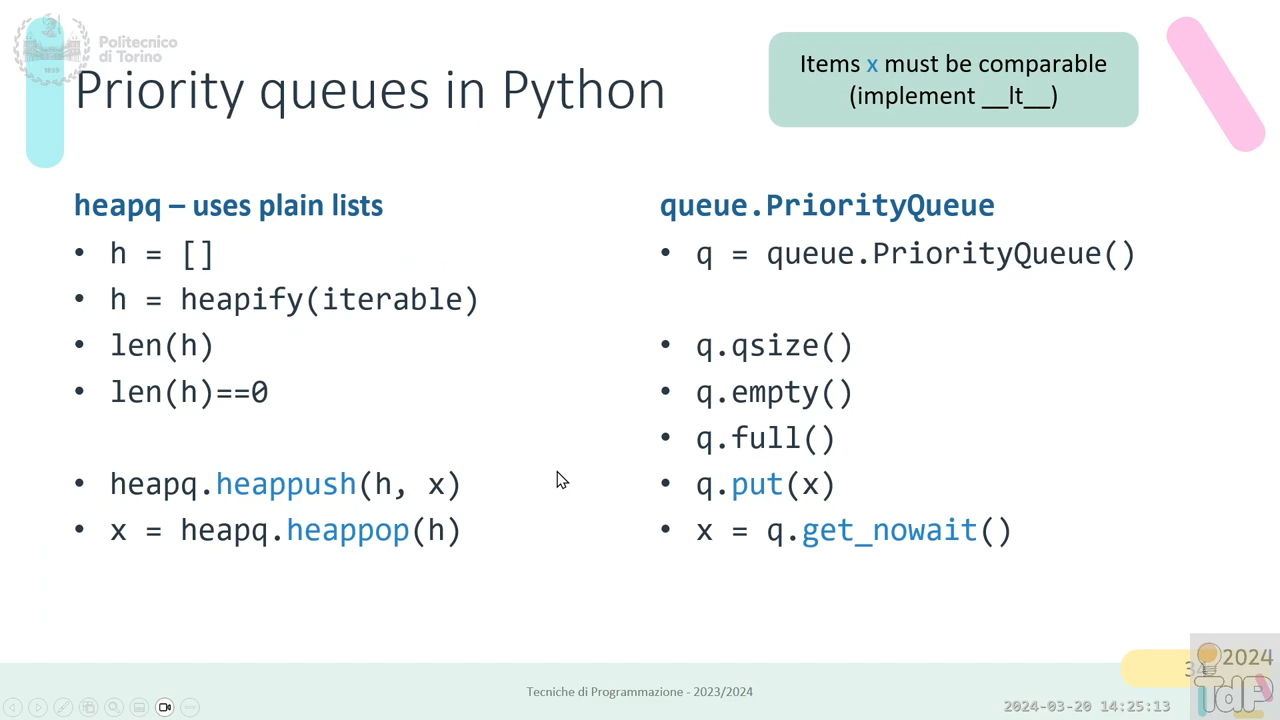 Politecnico
di Torino
Priority queues in Python
Items x must be comparable
(implement __lt__)
heapq – uses plain lists
• h = []
• h = heapify(iterable)
• len(h)
• len(h)==0
• heapq.heappush(h, x)
• x = heapq.heappop(h)
queue.PriorityQueue
• q = queue.PriorityQueue()
• q.qsize()
• q.empty()
• q.full()
• q.put(x)
• x = q.get_nowait()
Tecniche di Programmazione - 2023/2024
2024
TdP
2024-03-20 14:25:13